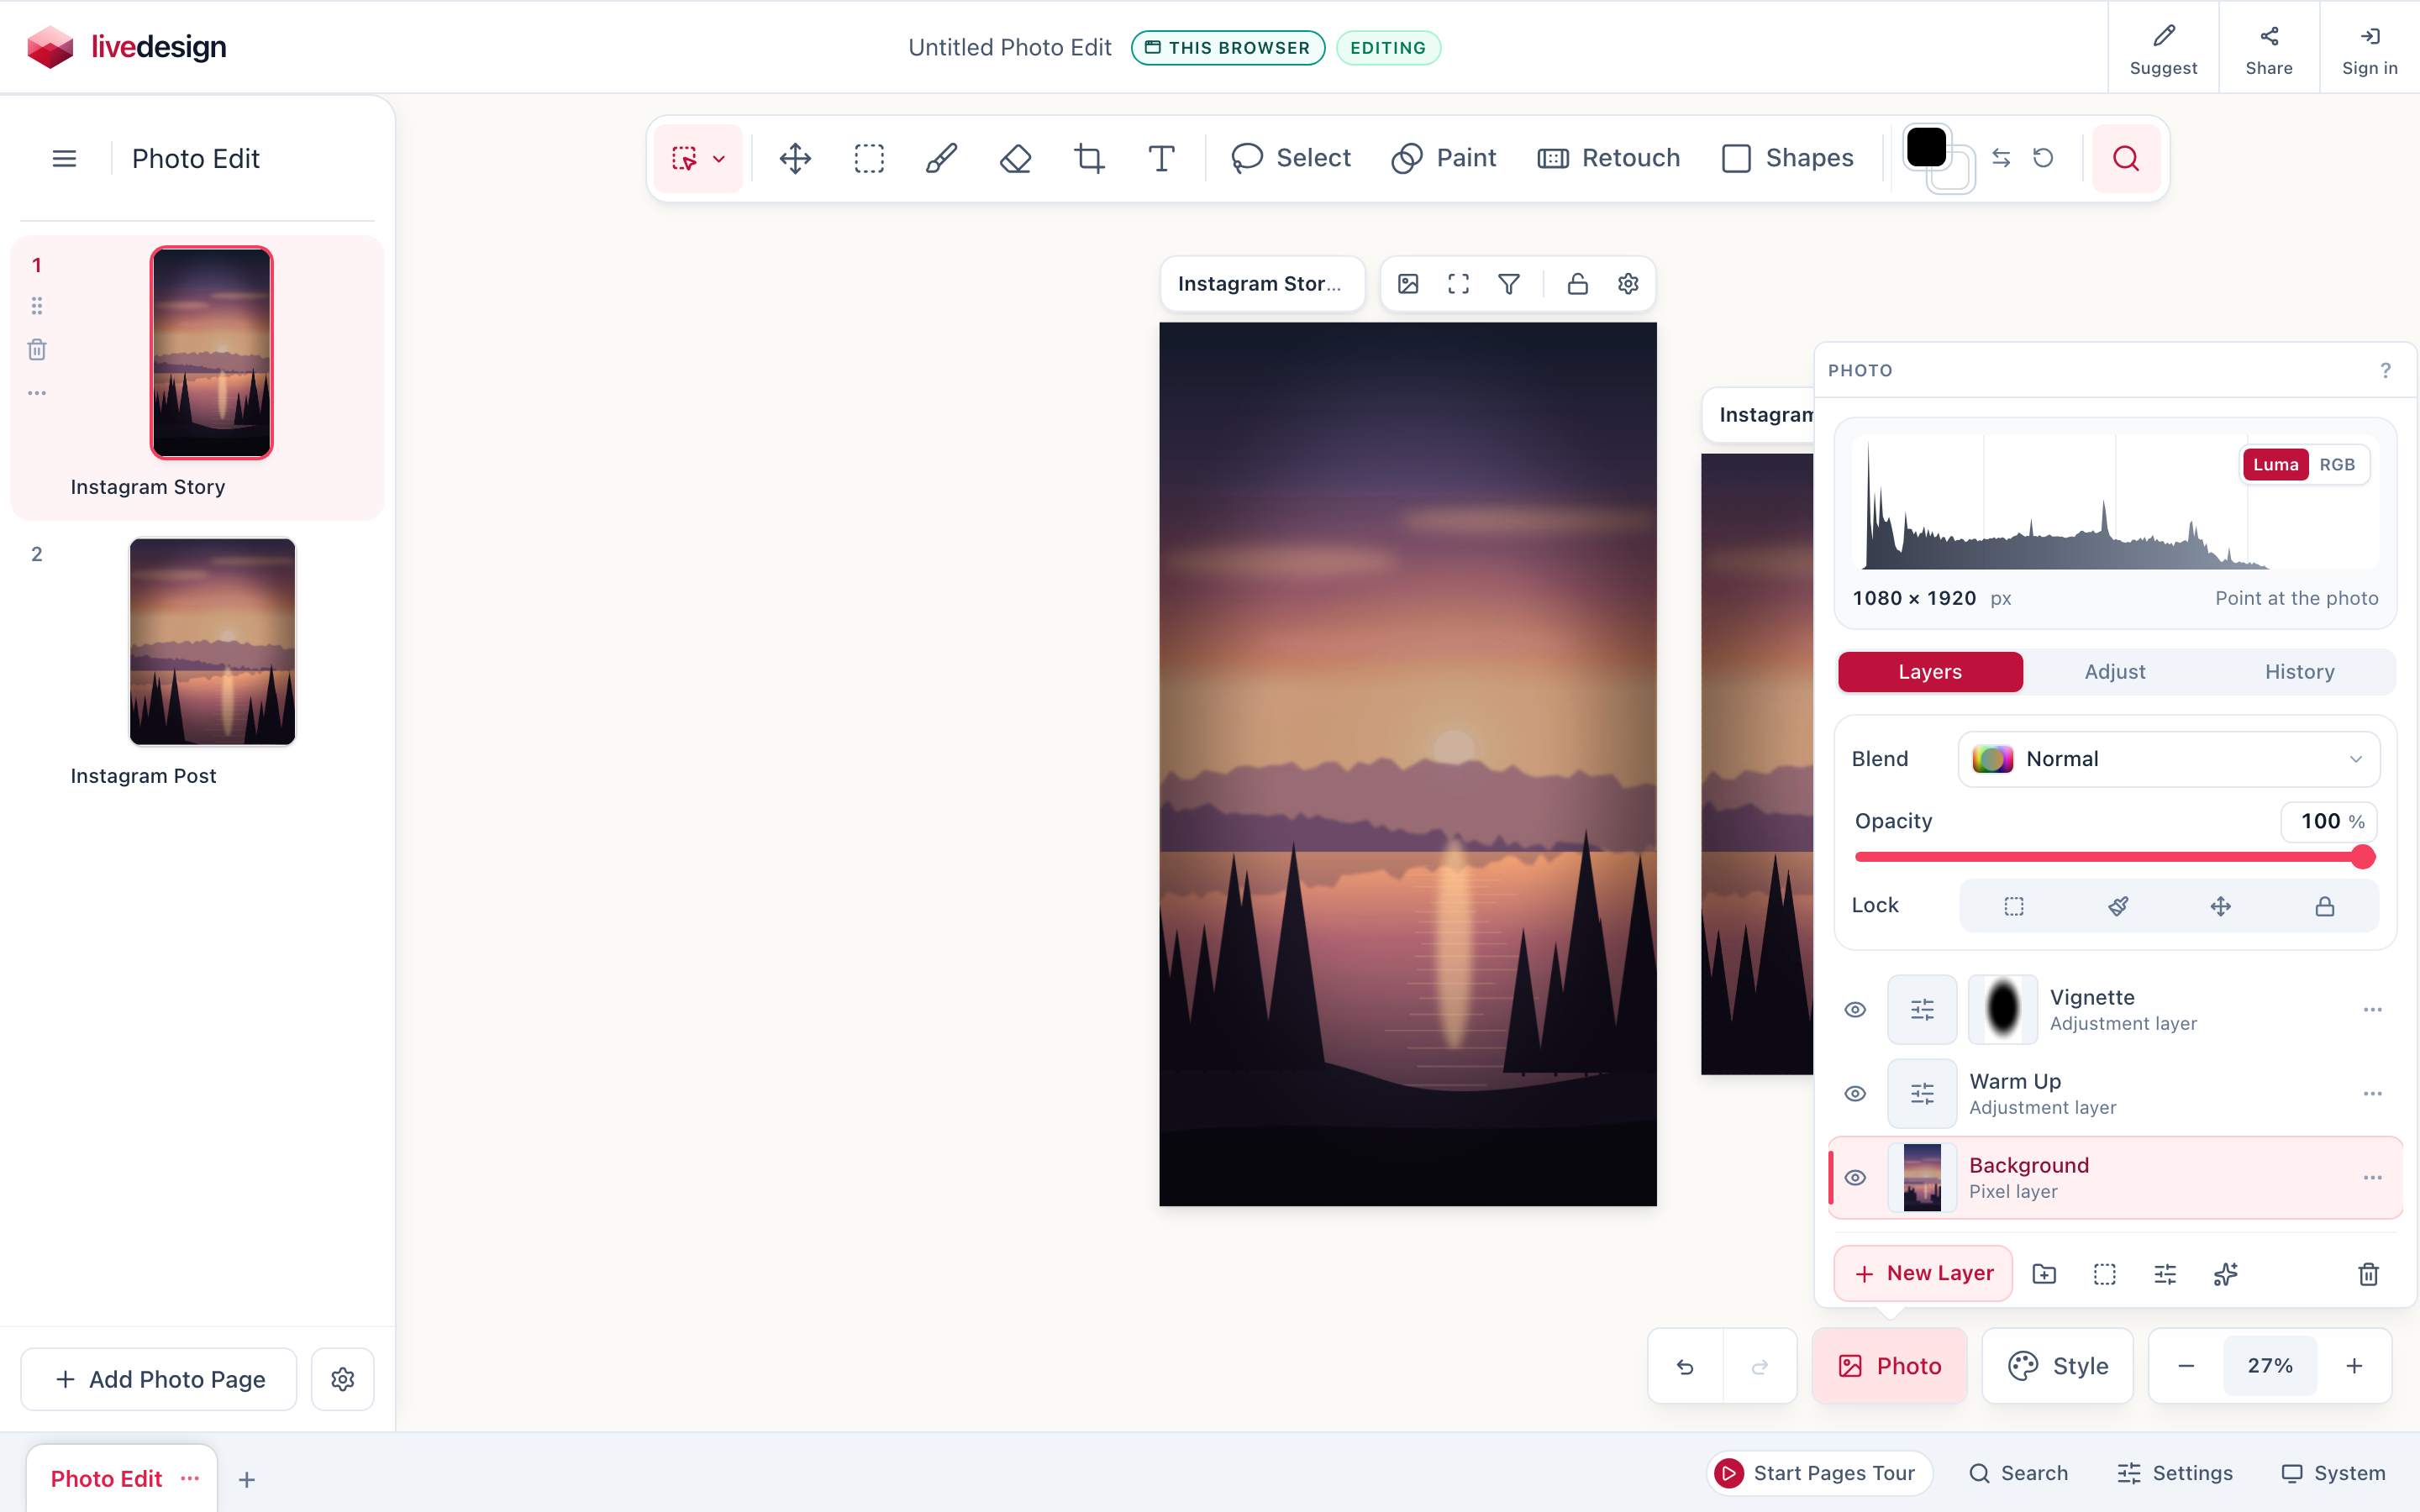 livedesign
Untitled Photo Edit
THIS BROWSER
EDITING
Suggest
Share
Sign in
Photo Edit
Select
Paint
Retouch
Shapes
1
Instagram Story
2
Instagram Post
Instagram Stor...
Instagram
PHOTO
?
Luma
RGB
1080 × 1920 px
Point at the photo
Layers
Adjust
History
Blend
Normal
Opacity
100 %
Lock
Vignette
Adjustment layer
Warm Up
Adjustment layer
Background
Pixel layer
New Layer
Add Photo Page
Photo
Style
27%
Photo Edit
Start Pages Tour
Search
Settings
System